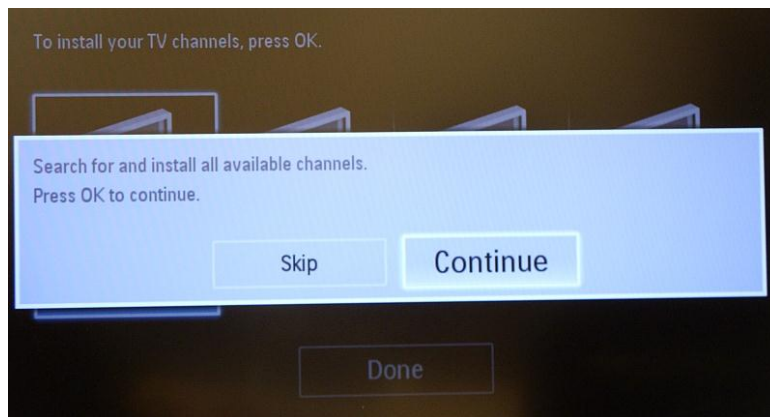 To install your TV channels, press OK.
Search for and install all available channels.
Press OK to continue.
Skip
Continue
Done